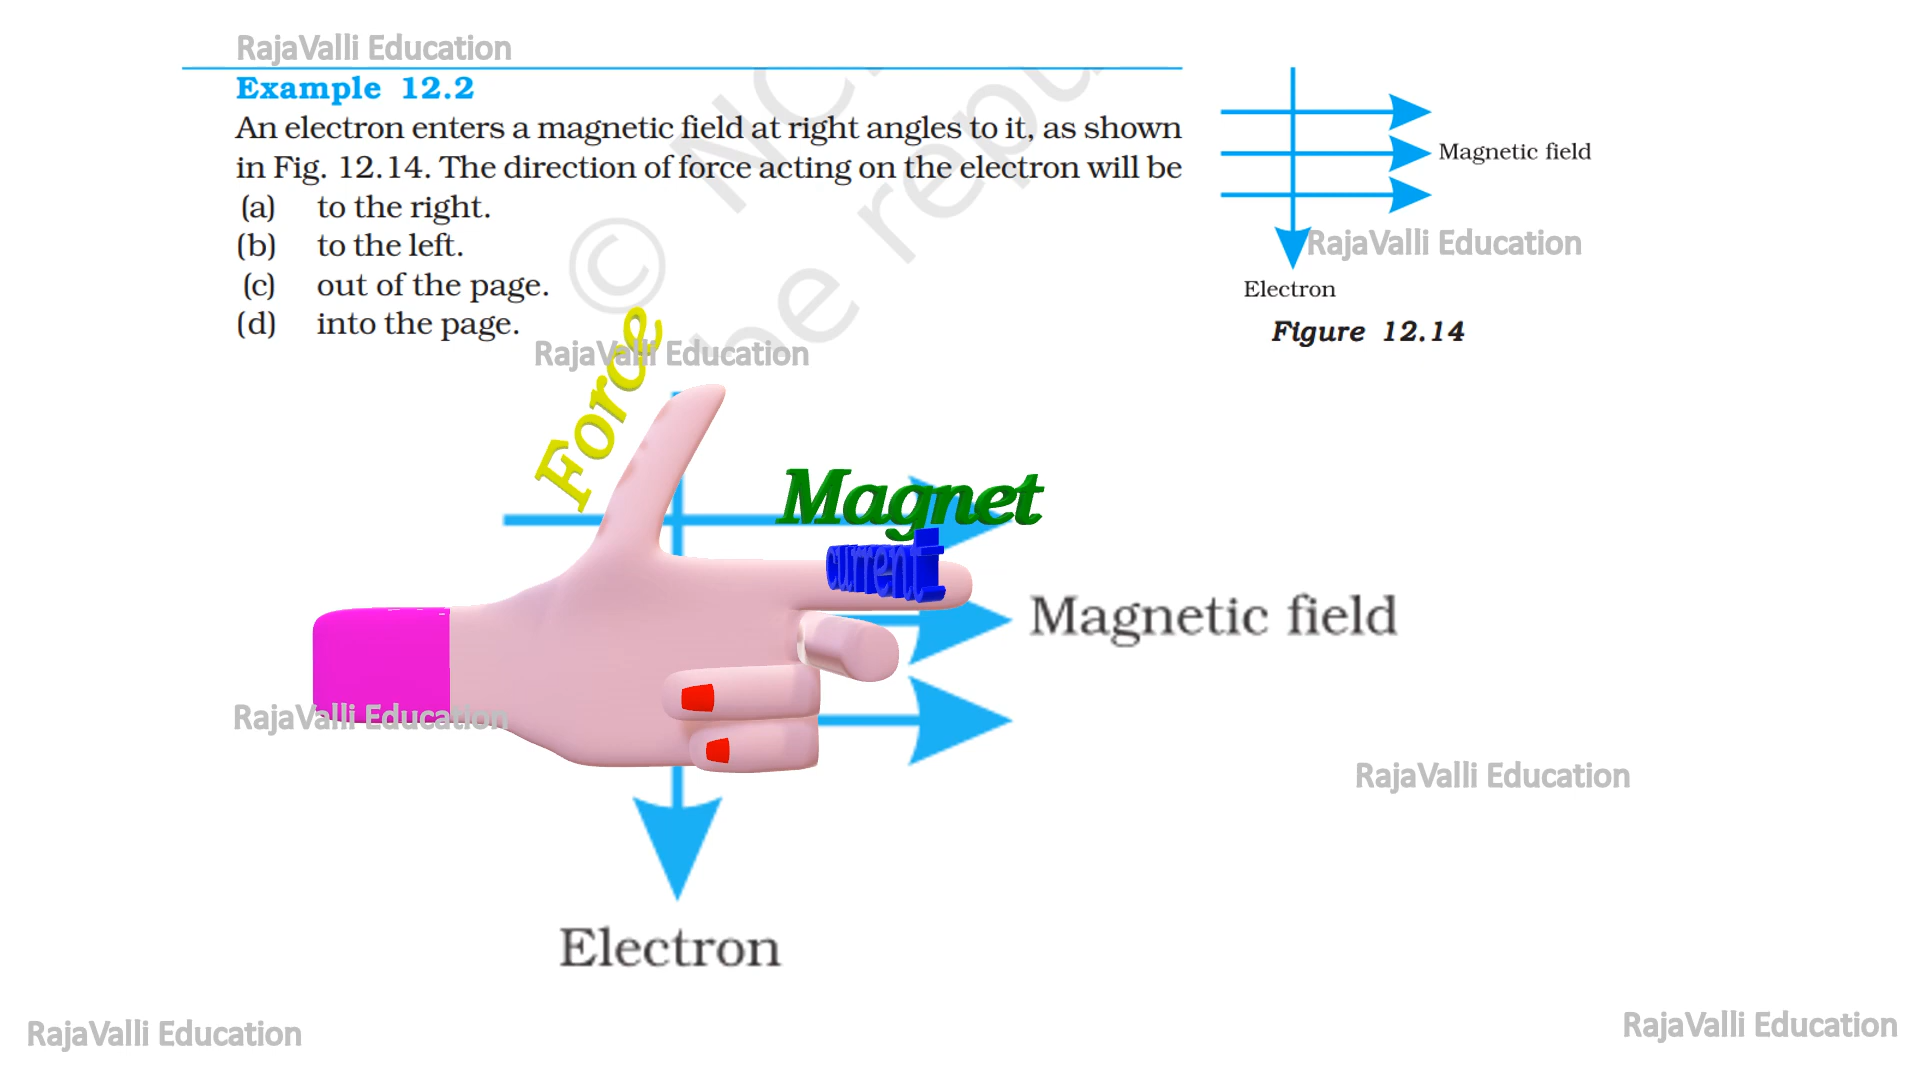 RajaValli Education
Example 12.2
An electron enters a magnetic field at right angles to it, as shown
in Fig. 12.14. The direction of force acting on the electron will be
(a) to the right.
(b) to the left.
(c) out of the page.
(d) into the page.
Magnetic field
RajaValli Education
Electron
Figure 12.14
RajaValli Education
Force
Magnet
current
Magnetic field
RajaValli Education
RajaValli Education
Electron
RajaValli Education
RajaValli Education